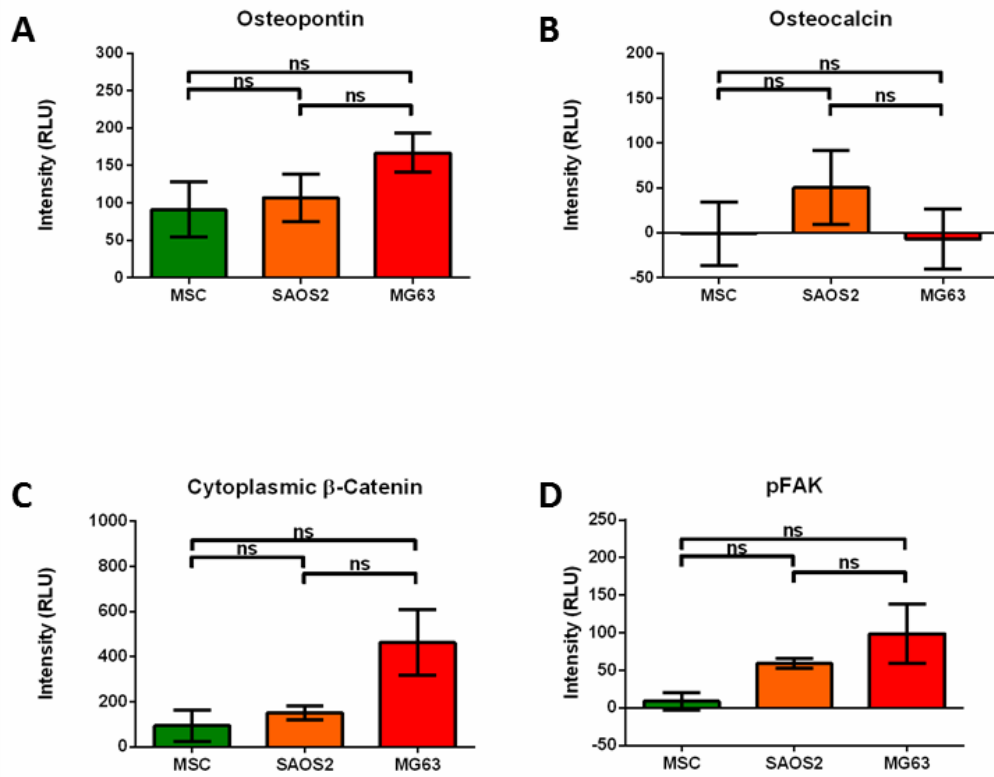 A
Osteopontin
Intensity (RLU)
300
250
200
150
100
50
0
ns
ns
ns
MSC SAOS2 MG63
B
Osteocalcin
Intensity (RLU)
200
150
100
50
0
-50
ns
ns
ns
MSC SAOS2 MG63
C
Cytoplasmic β-Catenin
Intensity (RLU)
1000
800
600
400
200
0
ns
ns
ns
MSC SAOS2 MG63
D
pFAK
Intensity (RLU)
250
200
150
100
50
0
-50
ns
ns
ns
MSC SAOS2 MG63